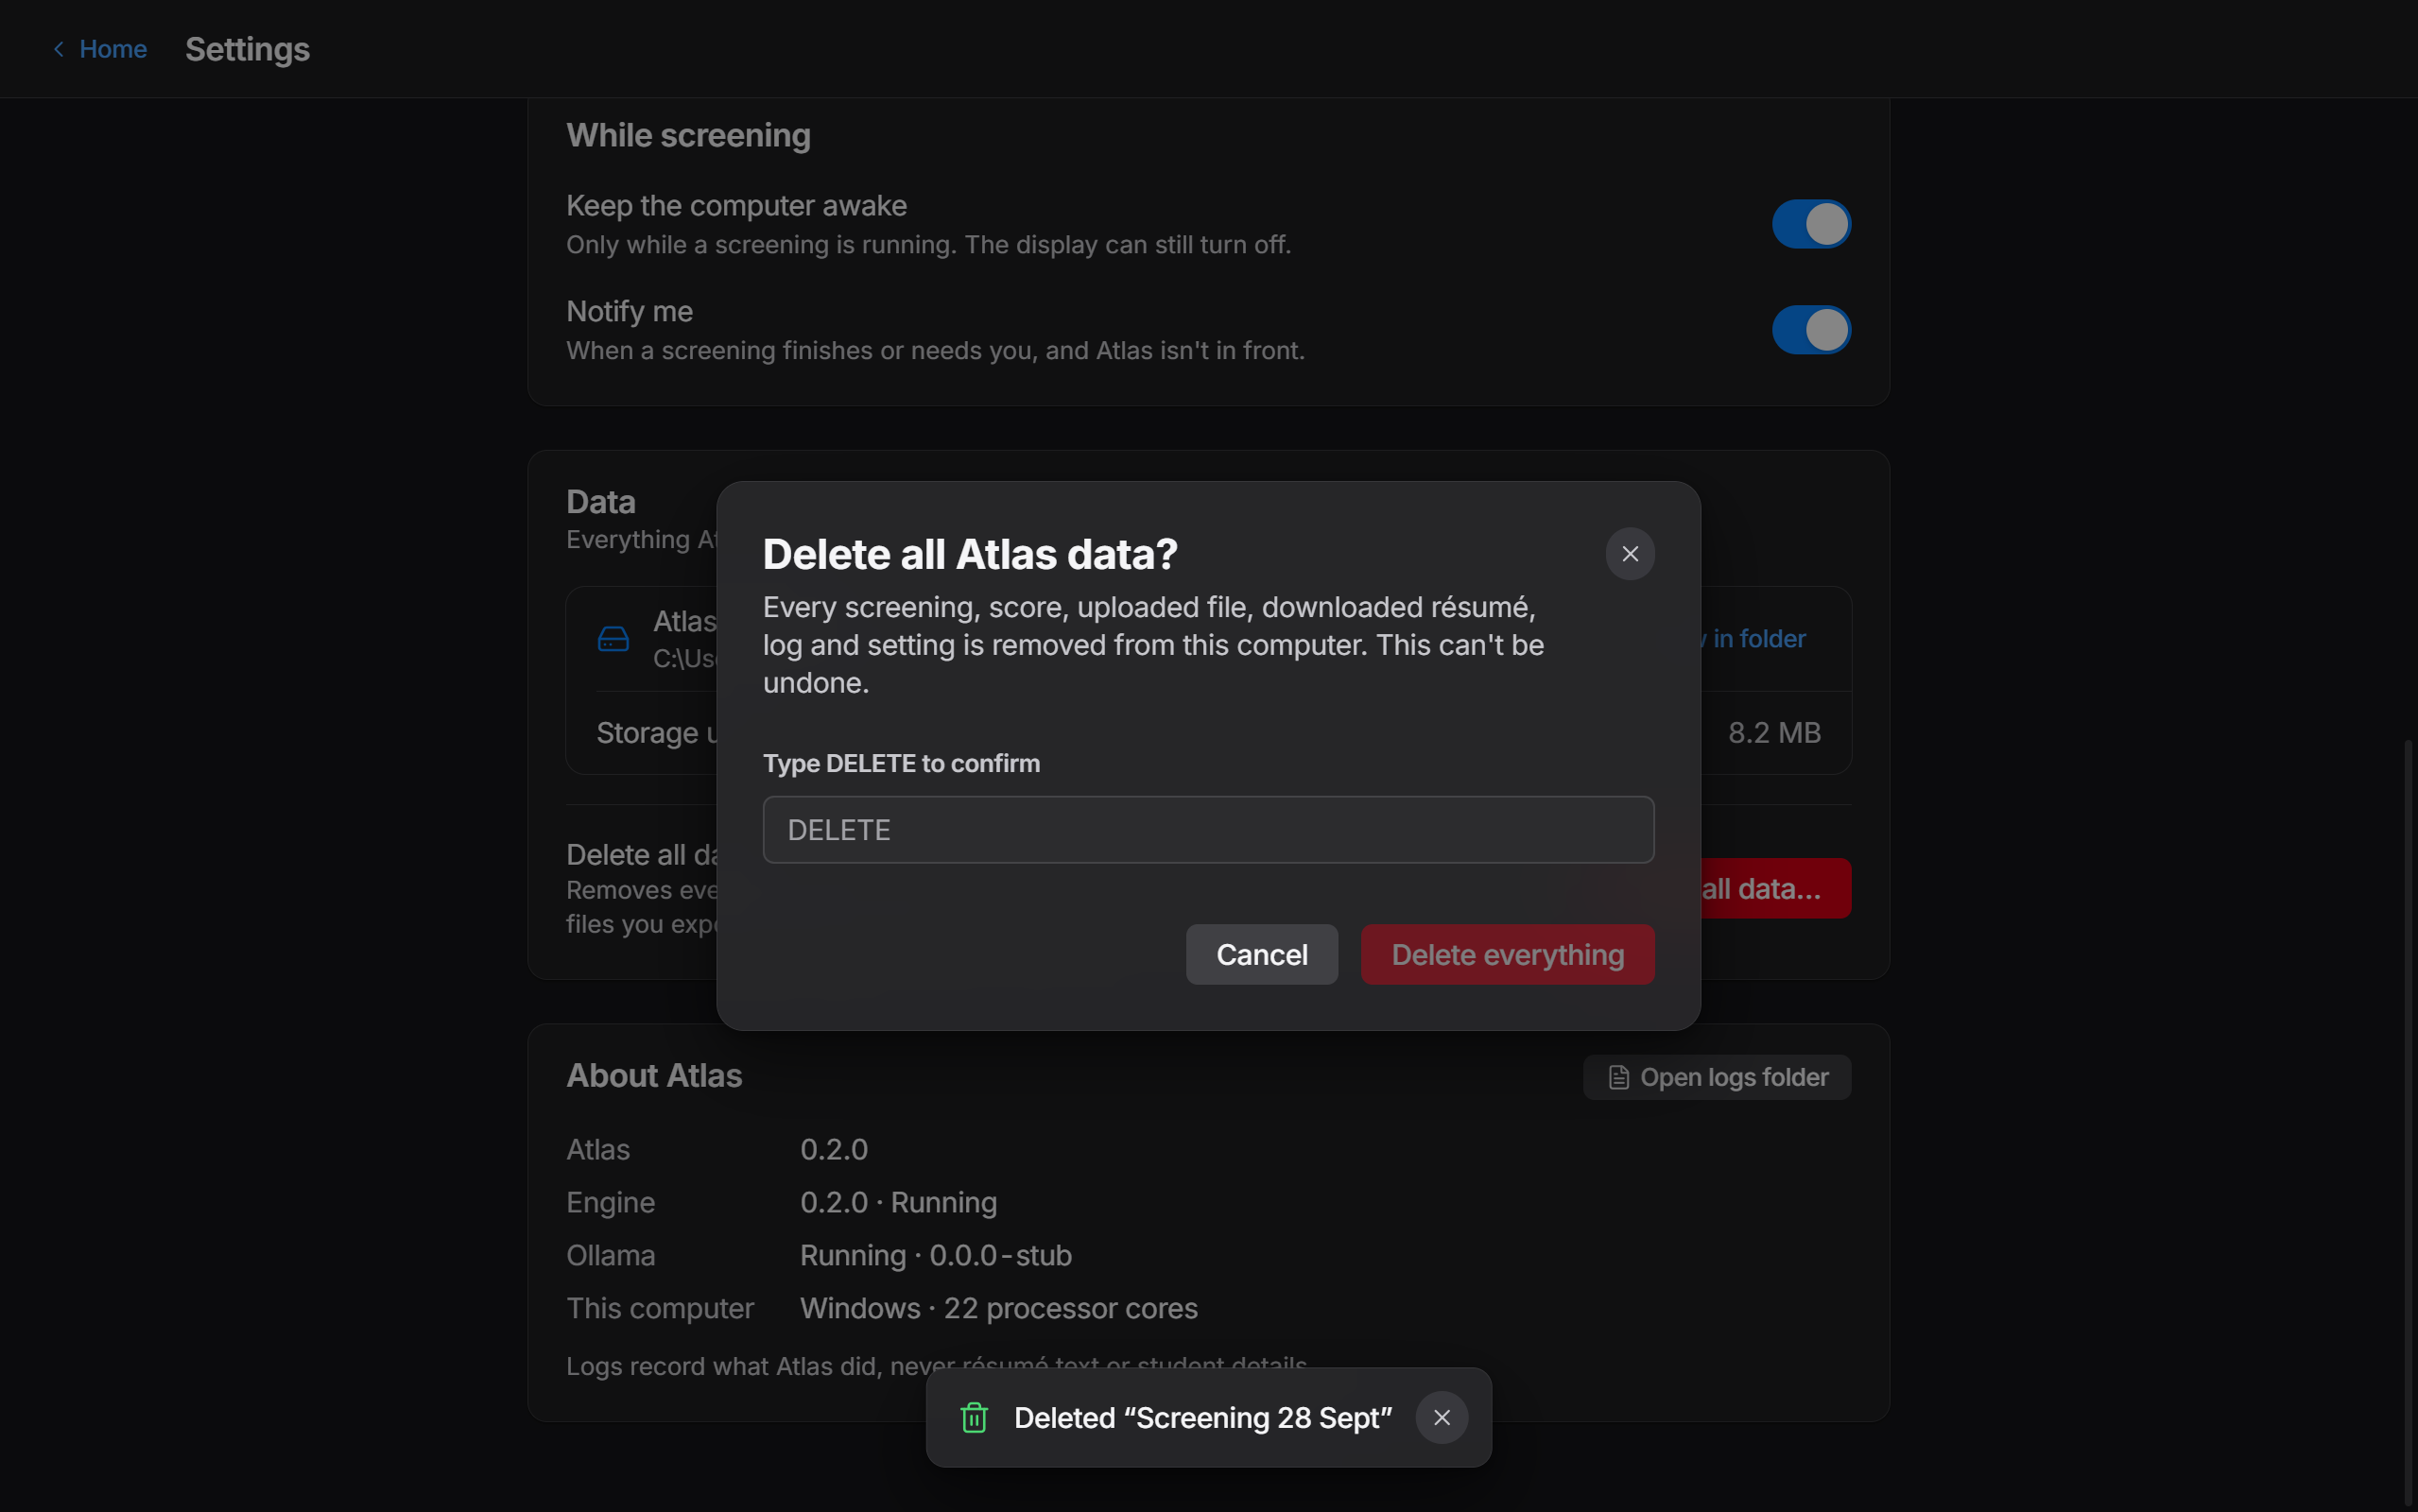 Home
Settings
While screening
Keep the computer awake
Only while a screening is running. The display can still turn off.
Notify me
When a screening finishes or needs you, and Atlas isn't in front.
Data
Everything
Atlas
C:\
in folder
Storage
8.2 MB
Delete all
Removes
files you
all data...
Delete all Atlas data?
Every screening, score, uploaded file, downloaded résumé,
log and setting is removed from this computer. This can't be
undone.
Type DELETE to confirm
DELETE
Cancel
Delete everything
About Atlas
Open logs folder
Atlas 0.2.0
Engine 0.2.0 · Running
Ollama Running · 0.0.0-stub
This computer Windows · 22 processor cores
Logs record what Atlas did, never résumé text or student details
Deleted “Screening 28 Sept”